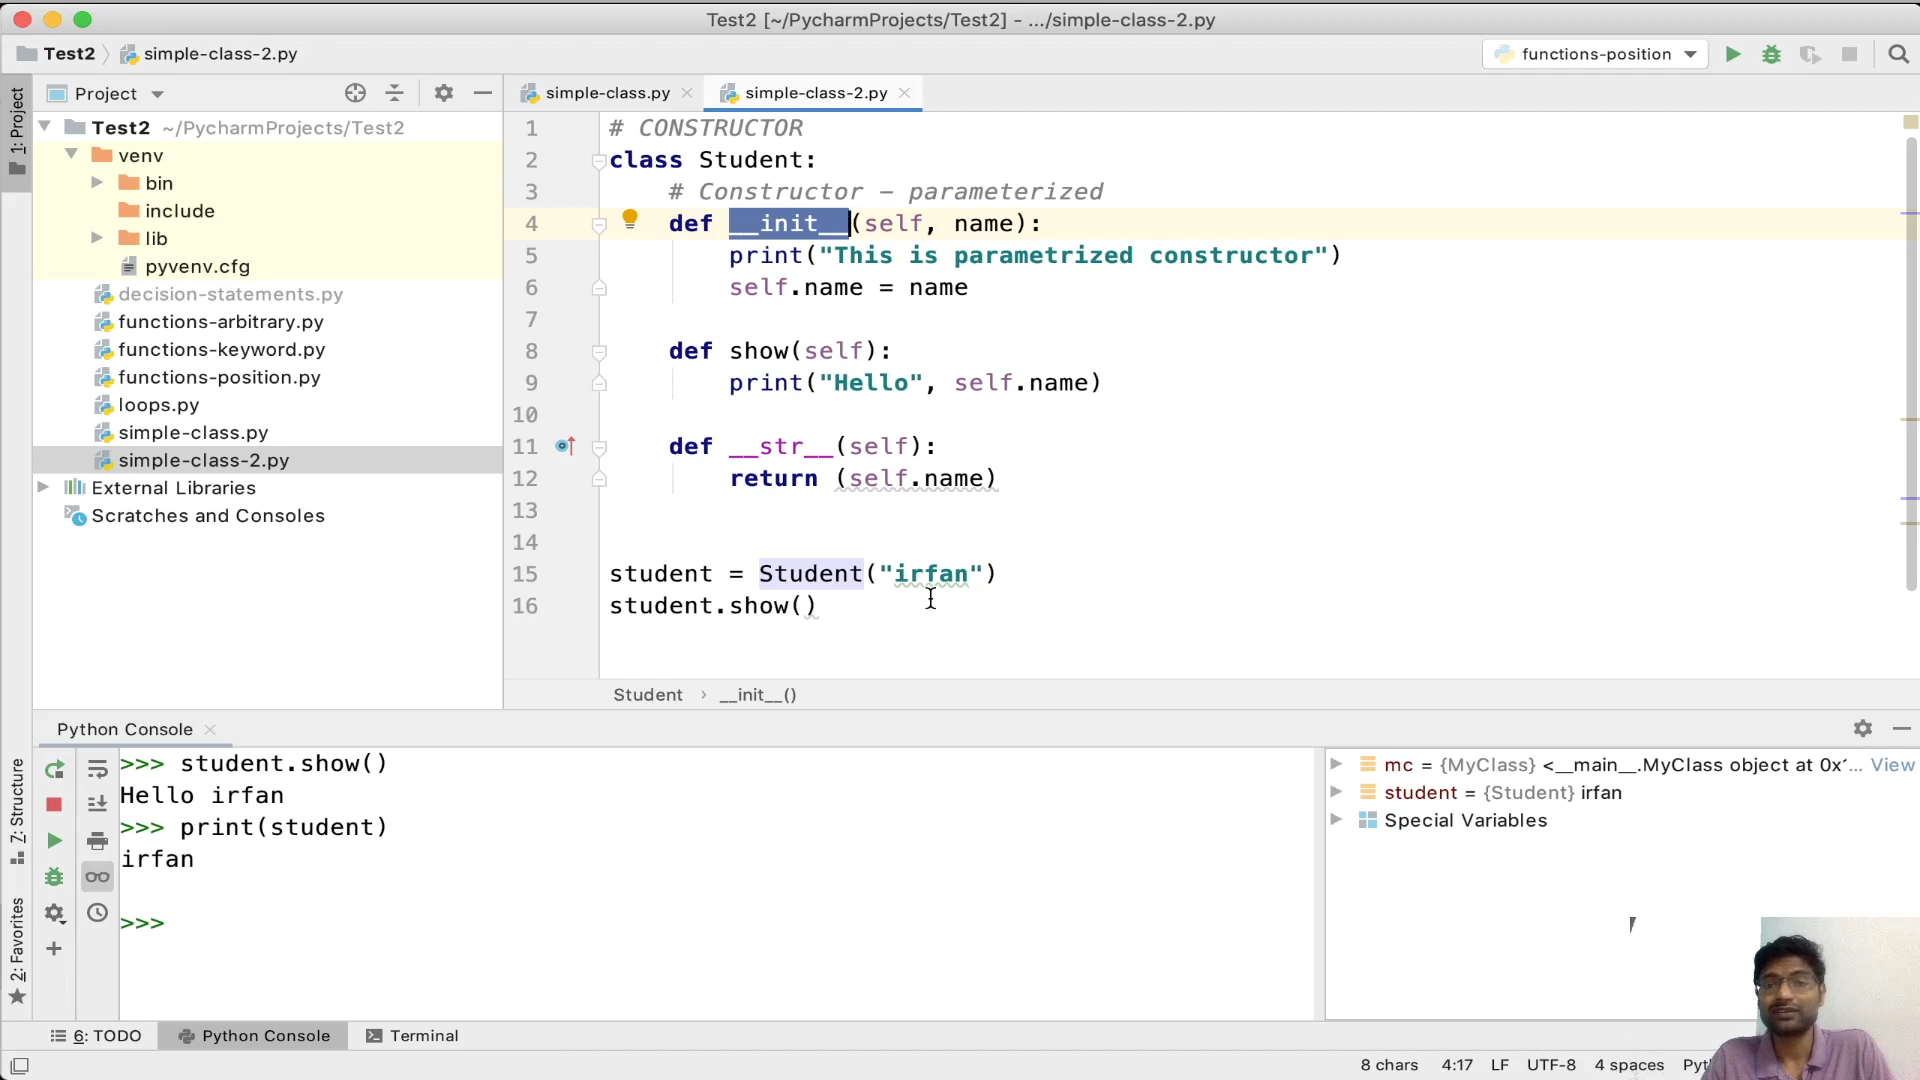 Test2 [~/PycharmProjects/Test2] - .../simple-class-2.py
Test2 simple-class-2.py
functions-position
1: Project
Project
simple-class.py
simple-class-2.py
Test2 ~/PycharmProjects/Test2
venv
bin
include
lib
pyvenv.cfg
decision-statements.py
functions-arbitrary.py
functions-keyword.py
functions-position.py
loops.py
simple-class.py
simple-class-2.py
External Libraries
Scratches and Consoles
1 # CONSTRUCTOR
2 class Student:
3 # Constructor – parameterized
4 def __init__(self, name):
5 print("This is parametrized constructor")
6 self.name = name
7
8 def show(self):
9 print("Hello", self.name)
10
11 def __str__(self):
12 return (self.name)
13
14
15 student = Student("irfan")
16 student.show()
Student › __init__()
Python Console
7: Structure
2: Favorites
>>> student.show()
Hello irfan
>>> print(student)
irfan
>>>
mc = {MyClass} <__main__.MyClass object at 0x1... View
student = {Student} irfan
Special Variables
6: TODO
Python Console
Terminal
8 chars 4:17 LF UTF-8 4 spaces